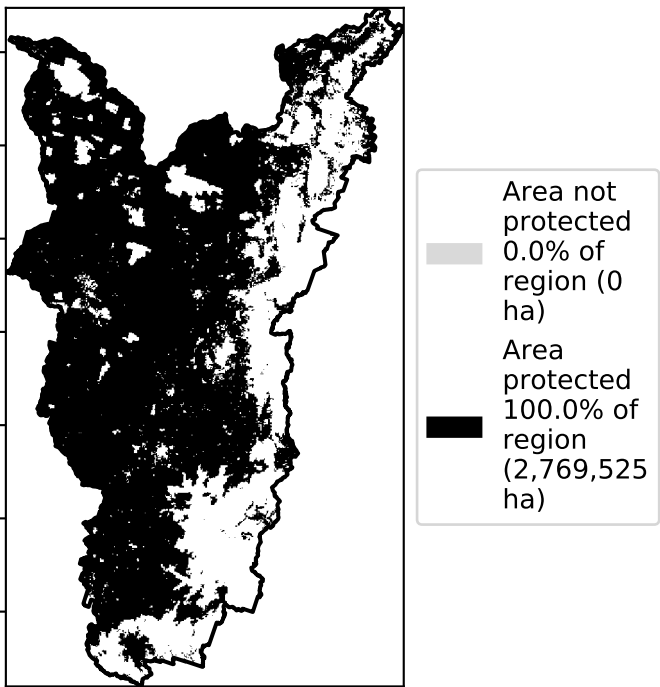 Area not
protected
0.0% of
region (0
ha)
Area
protected
100.0% of
region
(2,769,525
ha)